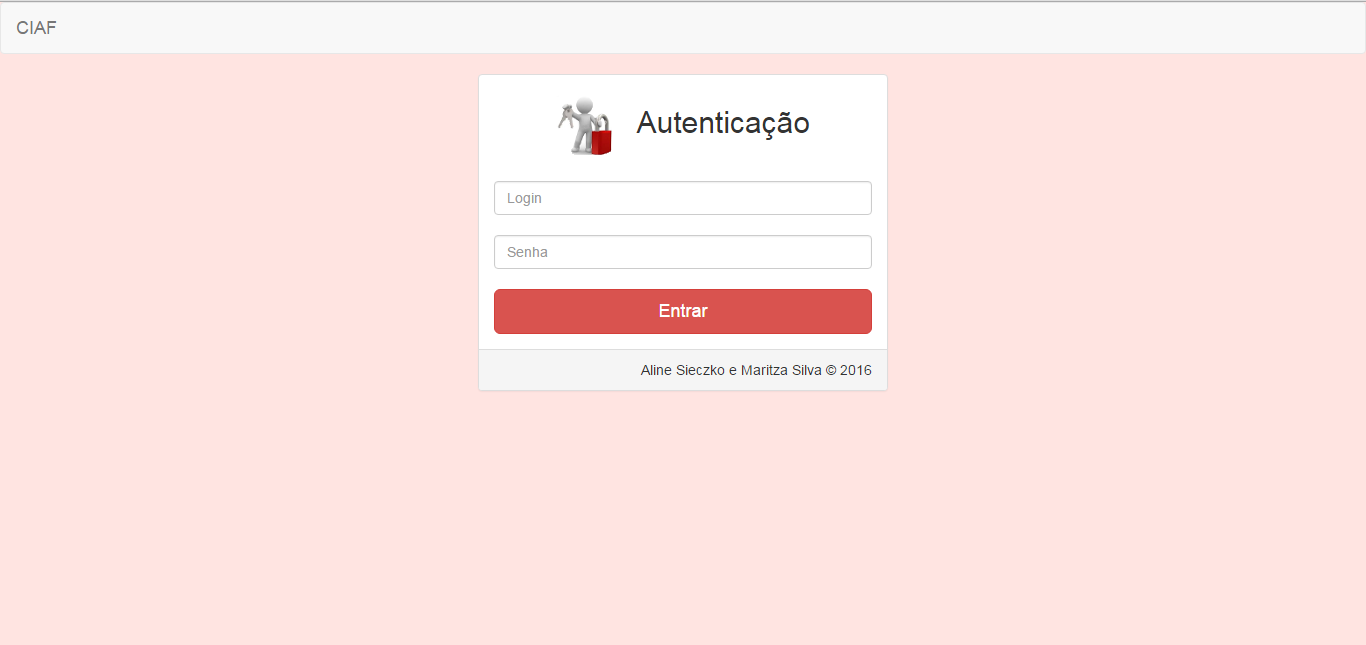 CIAF
Autenticação
Login
Senha
Entrar
Aline Sieczko e Maritza Silva © 2016